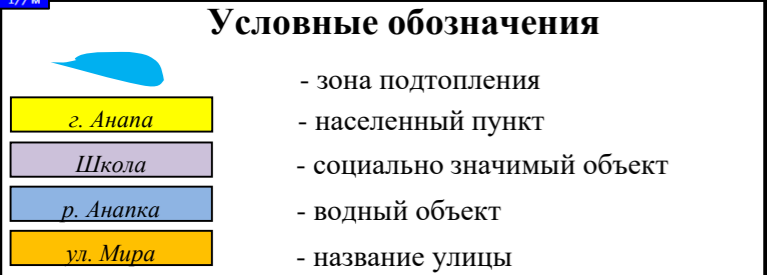 Условные обозначения
- зона подтопления
г. Анапа - населенный пункт
Школа - социально значимый объект
р. Анапка - водный объект
ул. Мира - название улицы